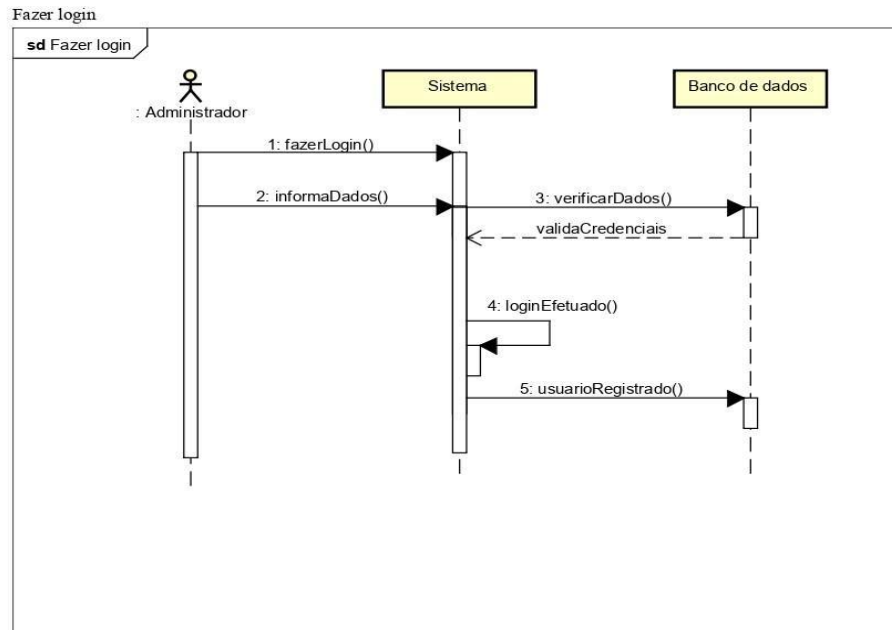 Fazer login
sd Fazer login
Sistema
Banco de dados
: Administrador
1: fazerLogin()
2: informaDados()
3: verificarDados()
validaCredenciais
4: loginEfetuado()
5: usuarioRegistrado()